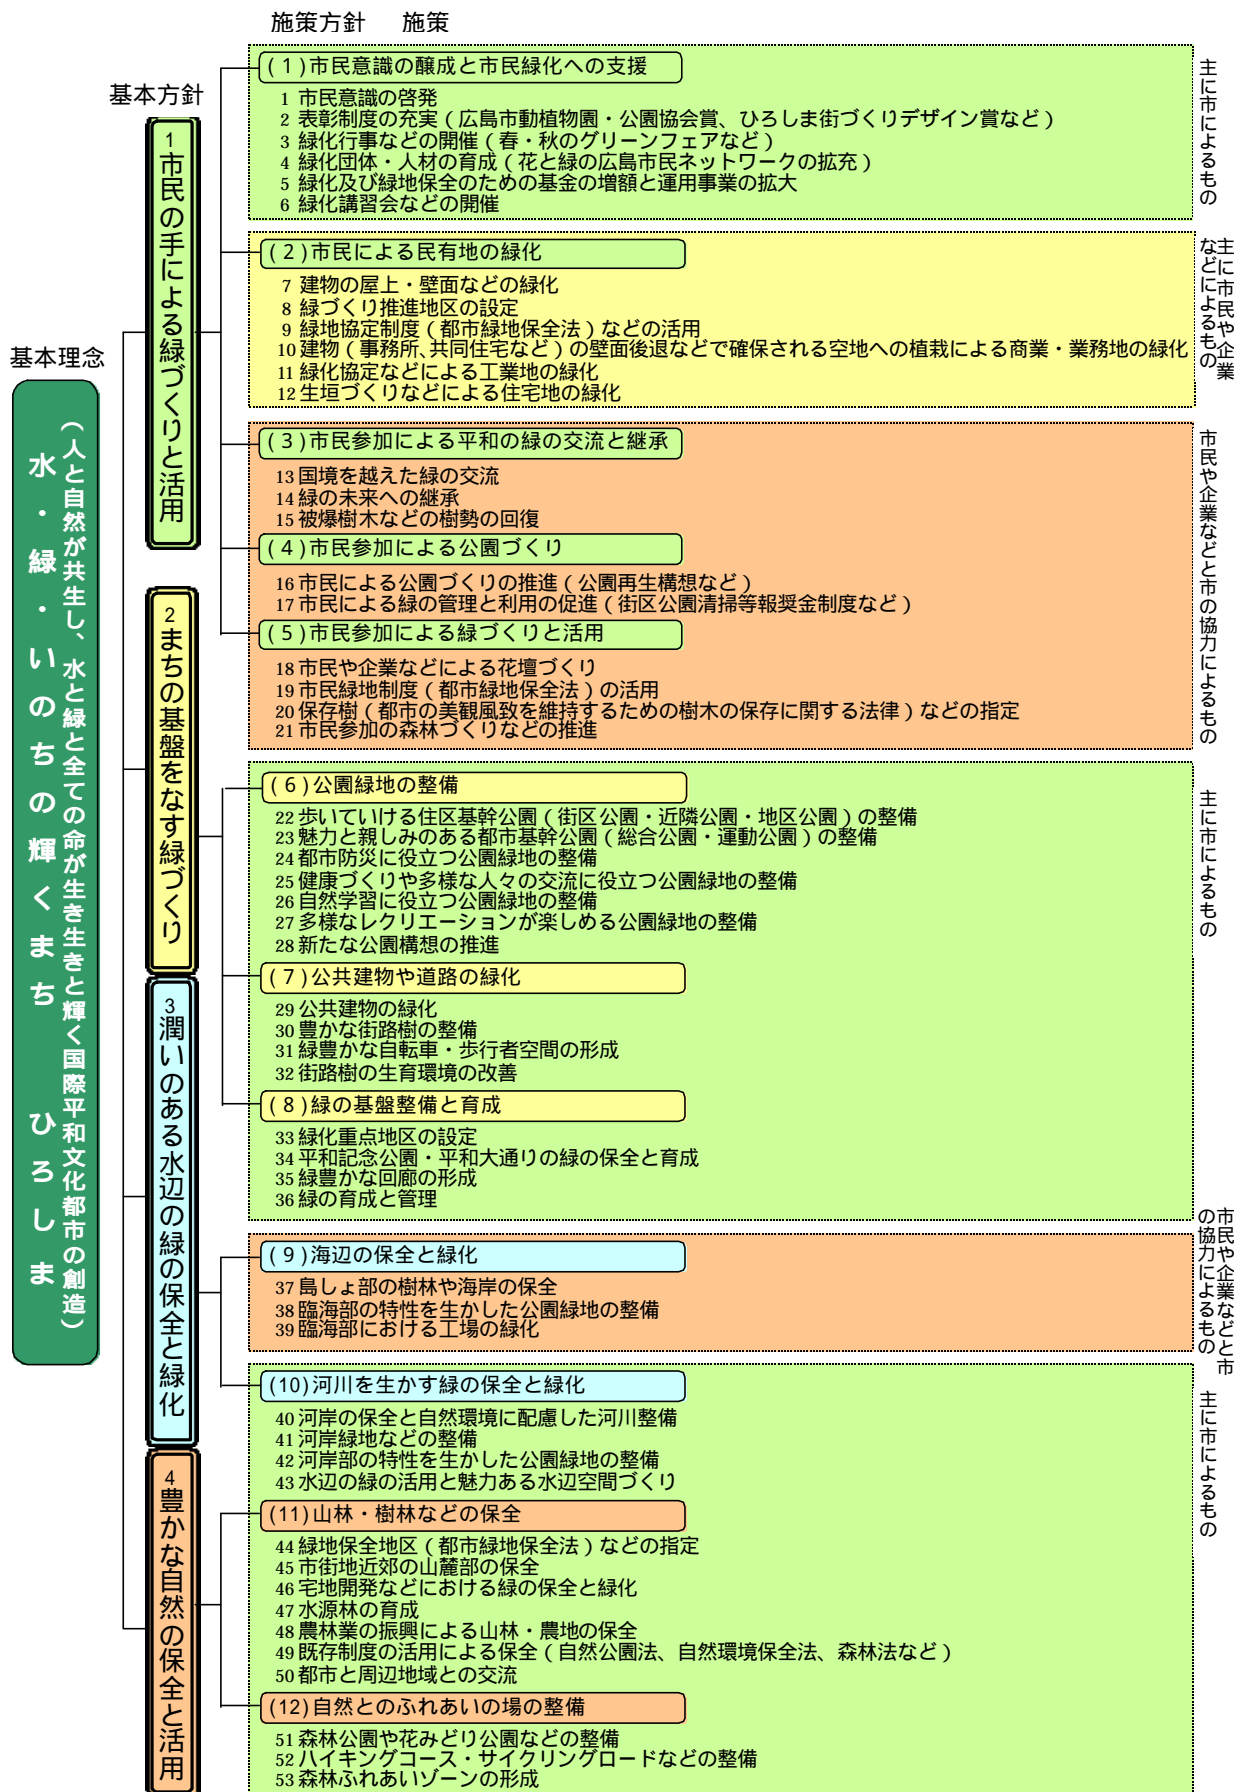 施策方針　施策
基本方針
基本理念
水・緑・いのちの輝くまち　ひろしま
（人と自然が共生し、水と緑と全ての命が生き生きと輝く国際平和文化都市の創造）
1 市民の手による緑づくりと活用
(1)市民意識の醸成と市民緑化への支援
1 市民意識の啓発
2 表彰制度の充実（広島市動植物園・公園協会賞、ひろしま街づくりデザイン賞など）
3 緑化行事などの開催（春・秋のグリーンフェアなど）
4 緑化団体・人材の育成（花と緑の広島市民ネットワークの拡充）
5 緑化及び緑地保全のための基金の増額と運用事業の拡大
6 緑化講習会などの開催
主に市によるもの
(2)市民による民有地の緑化
7 建物の屋上・壁面などの緑化
8 緑づくり推進地区の設定
9 緑地協定制度（都市緑地保全法）などの活用
10 建物（事務所、共同住宅など）の壁面後退などで確保される空地への植栽による商業・業務地の緑化
11 緑化協定などによる工業地の緑化
12 生垣づくりなどによる住宅地の緑化
主に市民や企業
などによるもの
(3)市民参加による平和の緑の交流と継承
13 国境を越えた緑の交流
14 緑の未来への継承
15 被爆樹木などの樹勢の回復
(4)市民参加による公園づくり
16 市民による公園づくりの推進（公園再生構想など）
17 市民による緑の管理と利用の促進（街区公園清掃等報奨金制度など）
(5)市民参加による緑づくりと活用
18 市民や企業などによる花壇づくり
19 市民緑地制度（都市緑地保全法）の活用
20 保存樹（都市の美観風致を維持するための樹木の保存に関する法律）などの指定
21 市民参加の森林づくりなどの推進
市民や企業などと市の協力によるもの
2 まちの基盤をなす緑づくり
(6)公園緑地の整備
22 歩いていける住区基幹公園（街区公園・近隣公園・地区公園）の整備
23 魅力と親しみのある都市基幹公園（総合公園・運動公園）の整備
24 都市防災に役立つ公園緑地の整備
25 健康づくりや多様な人々の交流に役立つ公園緑地の整備
26 自然学習に役立つ公園緑地の整備
27 多様なレクリエーションが楽しめる公園緑地の整備
28 新たな公園構想の推進
(7)公共建物や道路の緑化
29 公共建物の緑化
30 豊かな街路樹の整備
31 緑豊かな自転車・歩行者空間の形成
32 街路樹の生育環境の改善
(8)緑の基盤整備と育成
33 緑化重点地区の設定
34 平和記念公園・平和大通りの緑の保全と育成
35 緑豊かな回廊の形成
36 緑の育成と管理
主に市によるもの
3 潤いのある水辺の緑の保全と緑化
(9)海辺の保全と緑化
37 島しょ部の樹林や海岸の保全
38 臨海部の特性を生かした公園緑地の整備
39 臨海部における工場の緑化
市民や企業などと市
の協力によるもの
(10)河川を生かす緑の保全と緑化
40 河岸の保全と自然環境に配慮した河川整備
41 河岸緑地などの整備
42 河岸部の特性を生かした公園緑地の整備
43 水辺の緑の活用と魅力ある水辺空間づくり
4 豊かな自然の保全と活用
(11)山林・樹林などの保全
44 緑地保全地区（都市緑地保全法）などの指定
45 市街地近郊の山麓部の保全
46 宅地開発などにおける緑の保全と緑化
47 水源林の育成
48 農林業の振興による山林・農地の保全
49 既存制度の活用による保全（自然公園法、自然環境保全法、森林法など）
50 都市と周辺地域との交流
(12)自然とのふれあいの場の整備
51 森林公園や花みどり公園などの整備
52 ハイキングコース・サイクリングロードなどの整備
53 森林ふれあいゾーンの形成
主に市によるもの